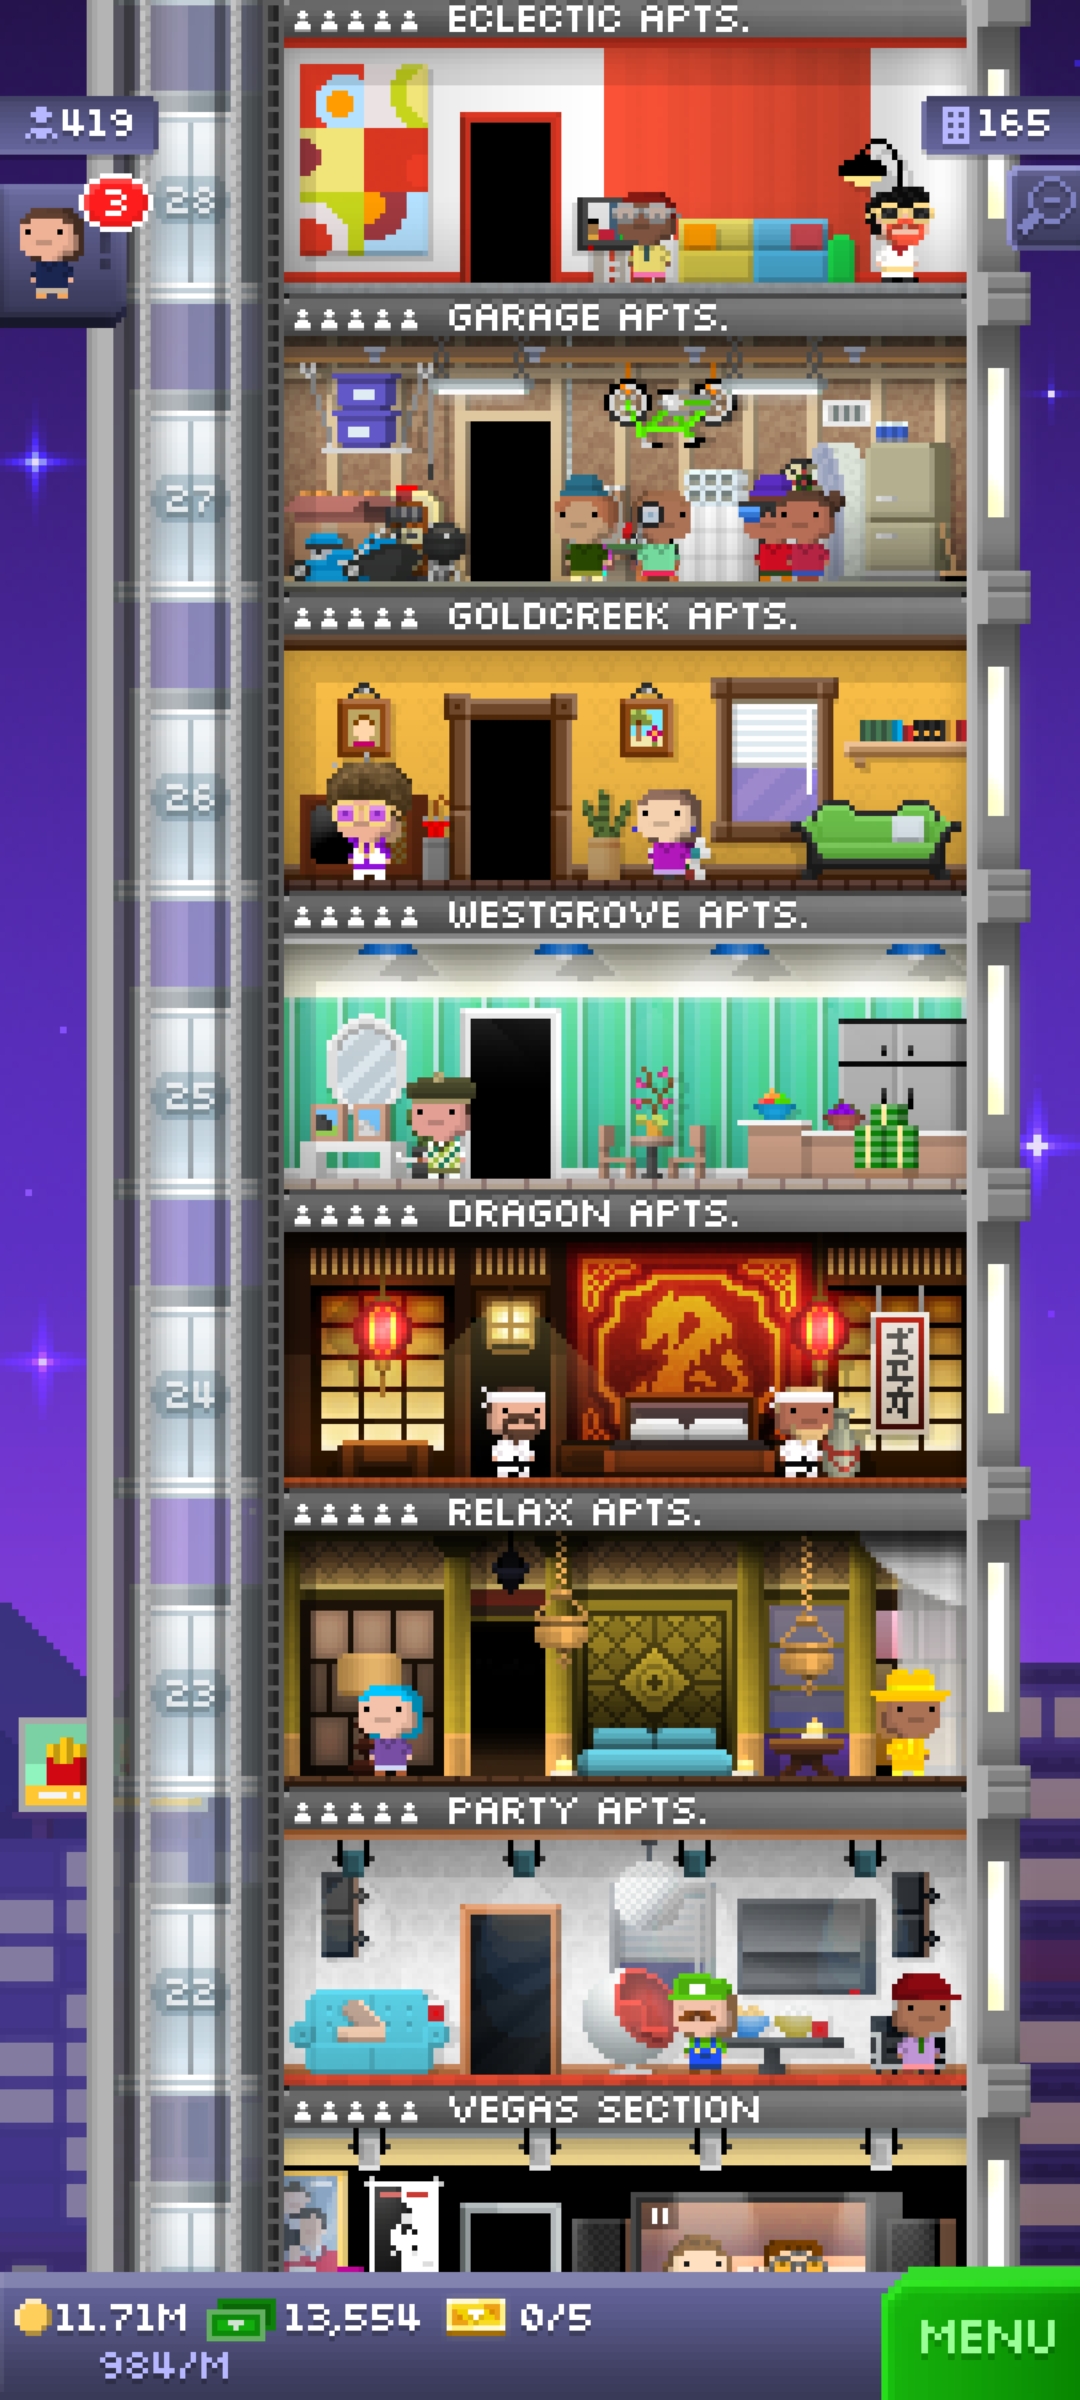 ECLECTIC APTS.
419
165
3
28
GARAGE APTS.
27
GOLDCREEK APTS.
26
WESTGROVE APTS.
25
DRAGON APTS.
24
RELAX APTS.
23
PARTY APTS.
22
VEGAS SECTION
11.71M 13,554 0/5
984/M
MENU